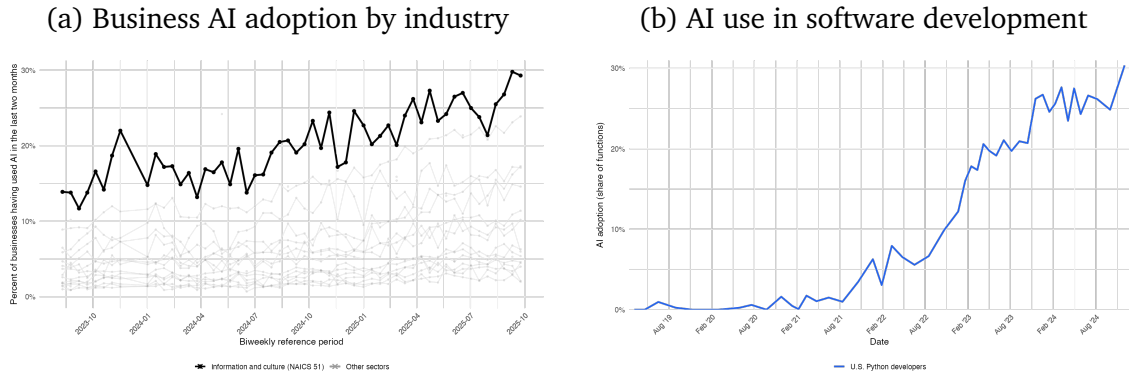 (a) Business AI adoption by industry
Percent of businesses having used AI in the last two months
30%
20%
10%
0%
2023-10
2024-01
2024-04
2024-07
2024-10
2025-01
2025-04
2025-07
2025-10
Biweekly reference period
Information and culture (NAICS 51)
Other sectors
(b) AI use in software development
AI adoption (share of functions)
30%
20%
10%
0%
Aug '19
Feb '20
Aug '20
Feb '21
Aug '21
Feb '22
Aug '22
Feb '23
Aug '23
Feb '24
Aug '24
Date
U.S. Python developers